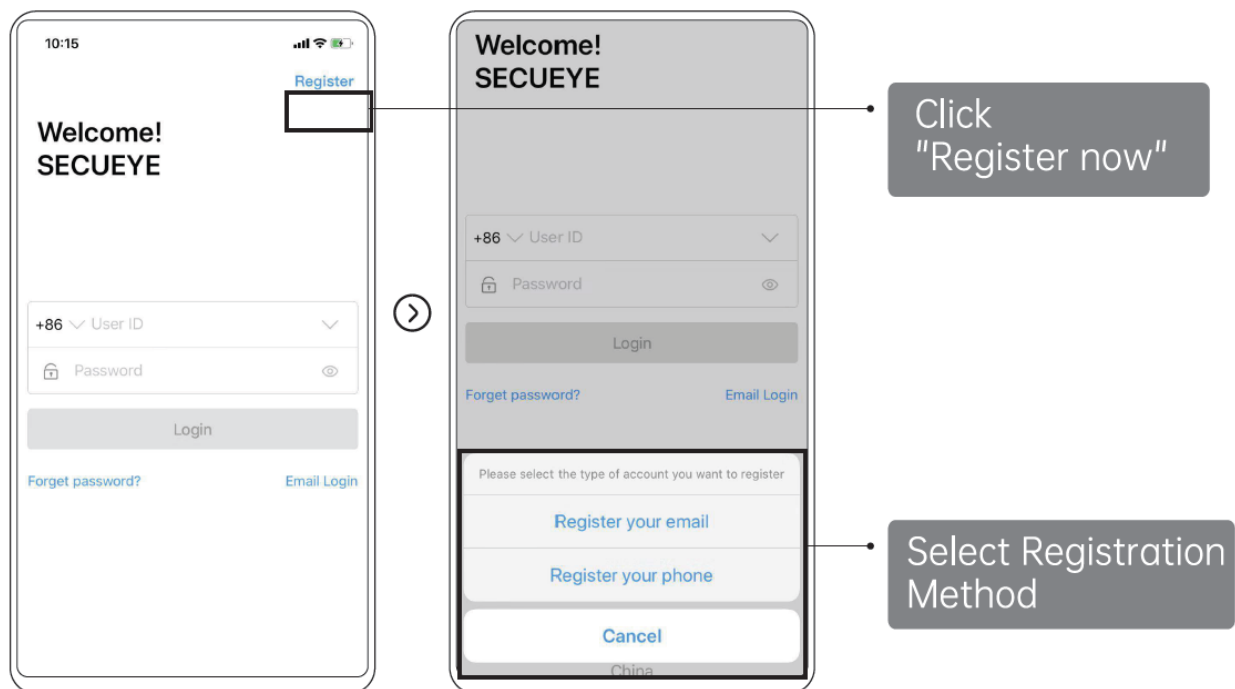 10:15
Register
Welcome!
SECUEYE
+86 User ID
Password
Login
Forget password? Email Login
Welcome!
SECUEYE
+86 User ID
Password
Login
Forget password? Email Login
Please select the type of account you want to register
Register your email
Register your phone
Cancel
China
Click
"Register now"
Select Registration
Method